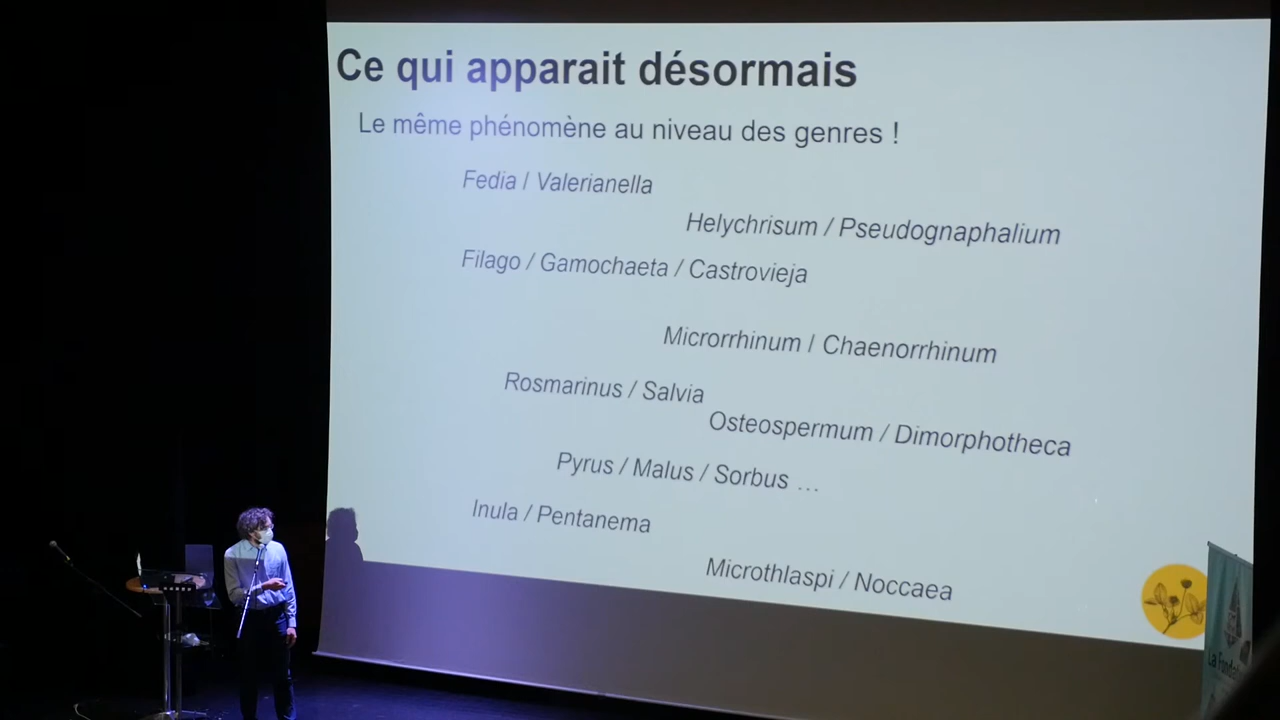 Ce qui apparait désormais
Le même phénomène au niveau des genres !
Fedia / Valerianella
Helychrisum / Pseudognaphalium
Filago / Gamochaeta / Castrovieja
Microrrhinum / Chaenorrhinum
Rosmarinus / Salvia
Osteospermum / Dimorphotheca
Pyrus / Malus / Sorbus …
Inula / Pentanema
Microthlaspi / Noccaea
La